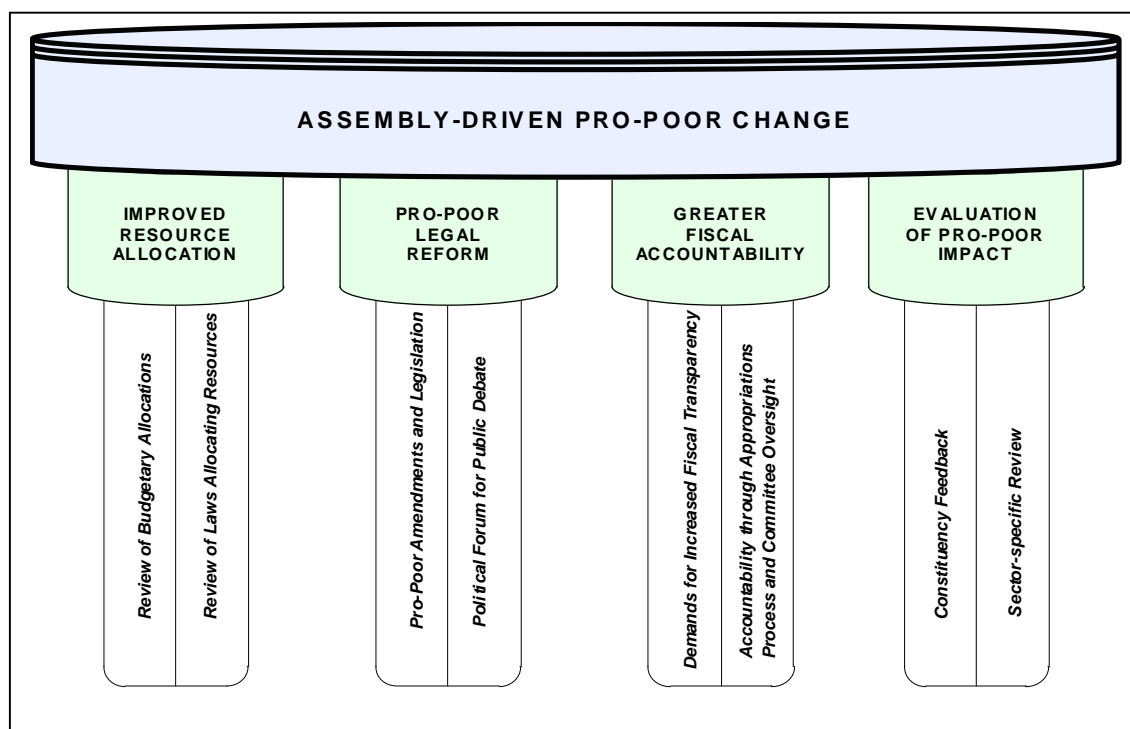 ASSEMBLY-DRIVEN PRO-POOR CHANGE
IMPROVED
RESOURCE
ALLOCATION
PRO-POOR
LEGAL
REFORM
GREATER
FISCAL
ACCOUNTABILITY
EVALUATION
OF PRO-POOR
IMPACT
Review of Budgetary Allocations
Review of Laws Allocating Resources
Pro-Poor Amendments and Legislation
Political Forum for Public Debate
Demands for Increased Fiscal Transparency
Accountability through Appropriations
Process and Committee Oversight
Constituency Feedback
Sector-specific Review